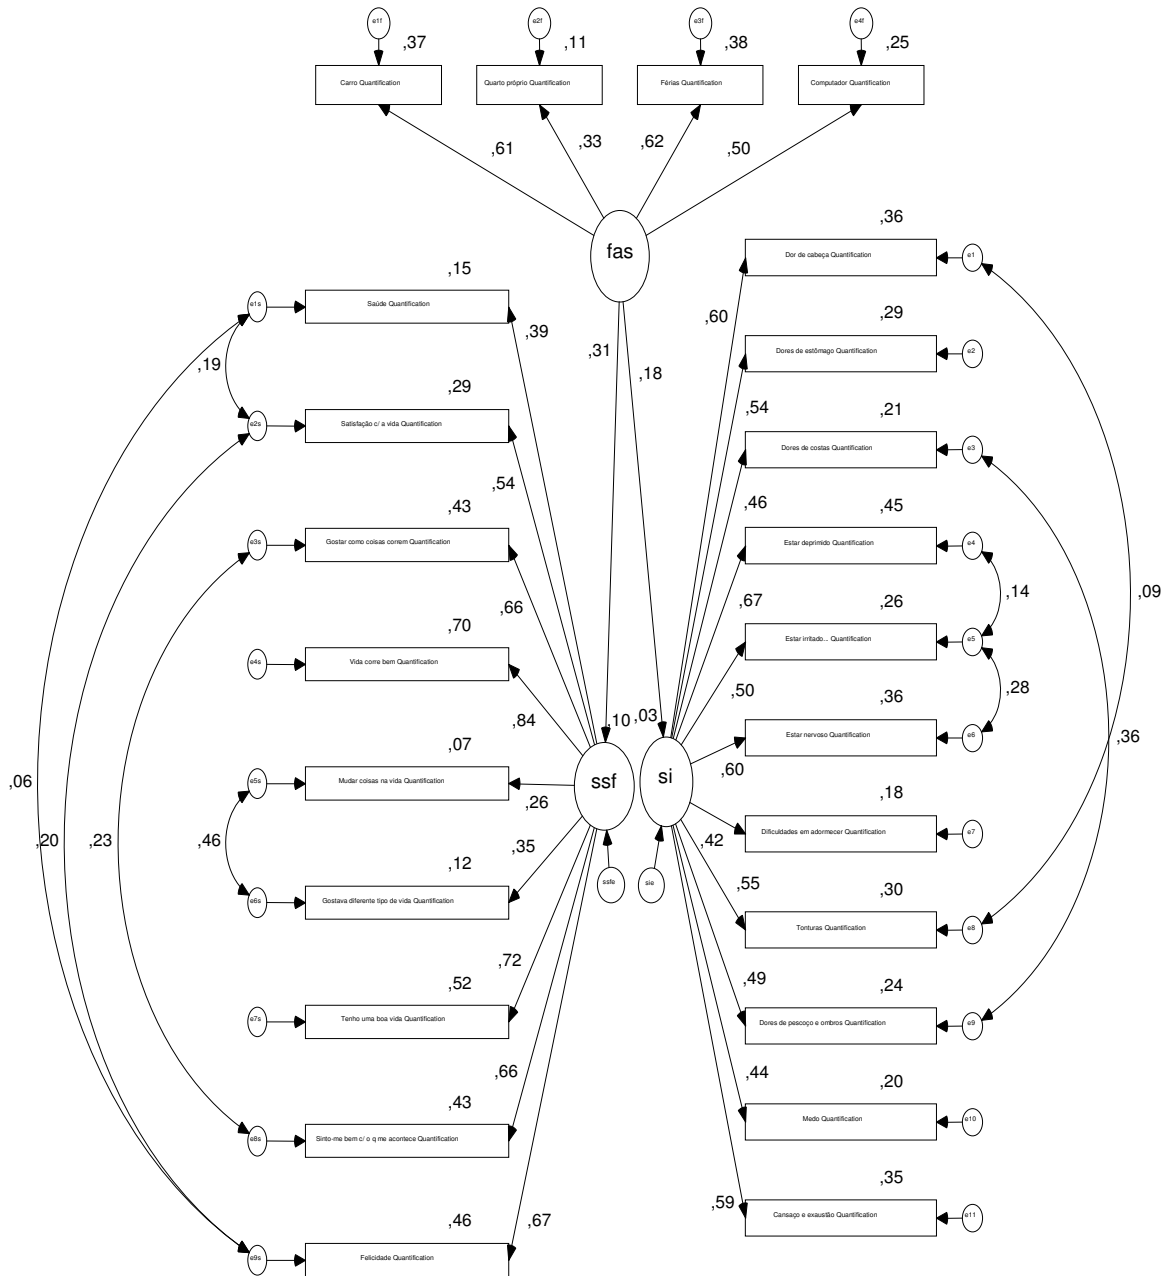 e1f
e2f
e3f
e4f
,37
,11
,38
,25
Carro Quantification
Quarto próprio Quantification
Férias Quantification
Computador Quantification
,61
,33
,62
,50
fas
,36
Dor de cabeça Quantification
e1
,15
e1s
Saúde Quantification
,39
,31
,18
,60
,29
Dores de estômago Quantification
e2
,19
,29
e2s
Satisfação c/ a vida Quantification
,54
,54
,21
Dores de costas Quantification
e3
,46
,43
e3s
Gostar como coisas correm Quantification
,66
,45
Estar deprimido Quantification
e4
,67
,14
,09
,26
Estar irritado... Quantification
e5
,70
e4s
Vida corre bem Quantification
,84
,50
,28
,36
Estar nervoso Quantification
e6
,60
,36
,10
,03
ssf
si
,07
e5s
Mudar coisas na vida Quantification
,26
,06
,20
,23
,46
,35
,18
Dificuldades em adormecer Quantification
e7
,42
,12
e6s
Gostava diferente tipo de vida Quantification
ssfe
sie
,55
,30
Tonturas Quantification
e8
,72
,52
e7s
Tenho uma boa vida Quantification
,49
,24
Dores de pescoço e ombros Quantification
e9
,66
,43
e8s
Sinto-me bem c/ o q me acontece Quantification
,44
,20
Medo Quantification
e10
,59
,35
Cansaço e exaustão Quantification
e11
,46
,67
e9s
Felicidade Quantification